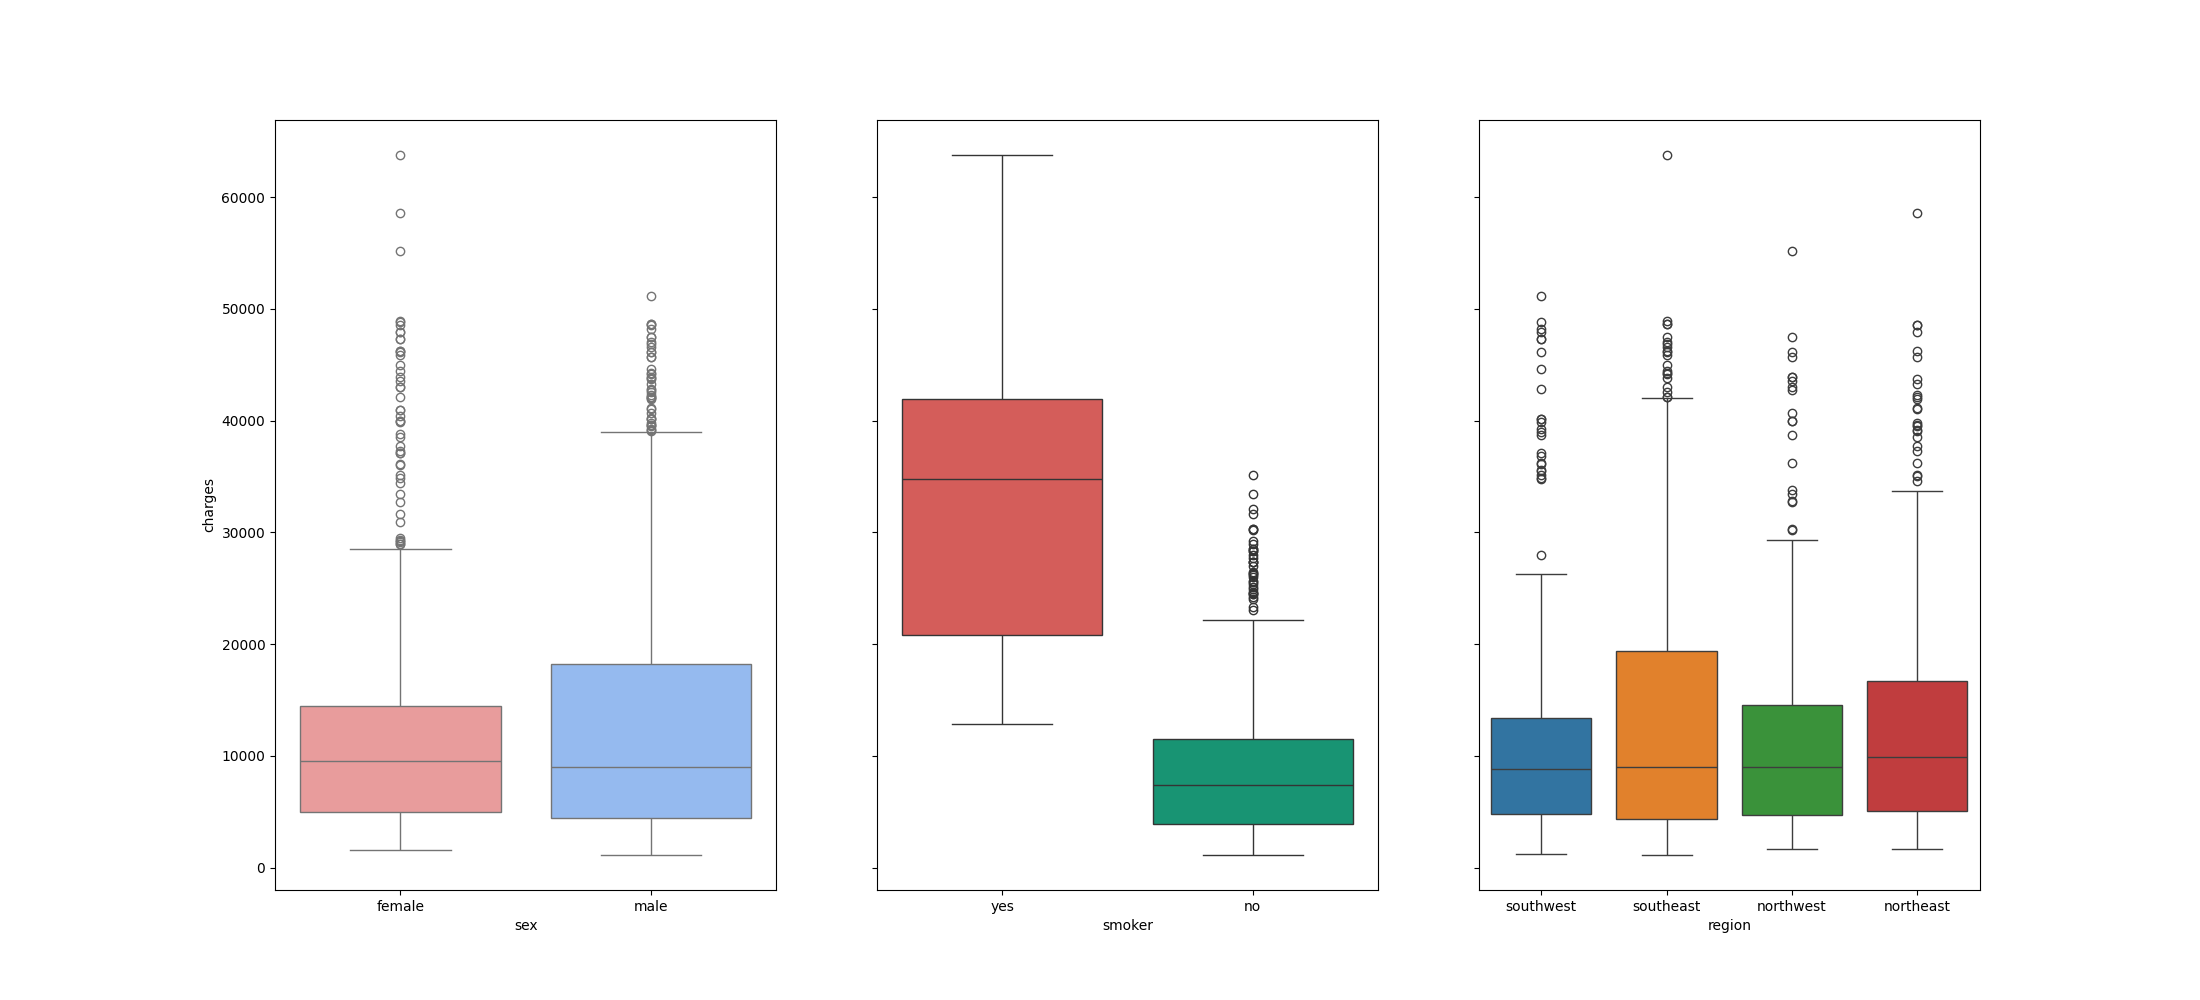 charges
60000
50000
40000
30000
20000
10000
0
female male
sex
yes no
smoker
southwest southeast northwest northeast
region